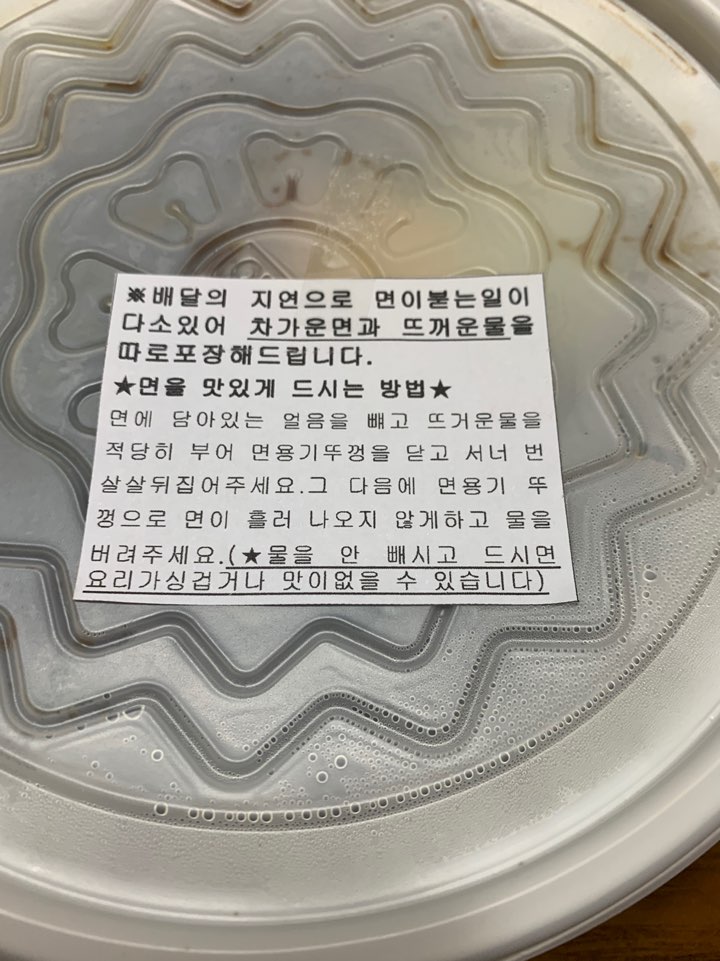 ※배달의 지연으로 면이붇는일이
다소있어 차가운면과 뜨꺼운물을
따로포장해드립니다.
★면을 맛있게 드시는 방법★
면에 담아있는 얼음을 빼고 뜨거운물을
적당히 부어 면용기뚜껑을 닫고 서너 번
살살뒤집어주세요.그 다음에 면용기 뚜
껑으로 면이 흘러 나오지 않게하고 물을
버려주세요.(★물을 안 빼시고 드시면
요리가싱겁거나 맛이없을 수 있습니다)